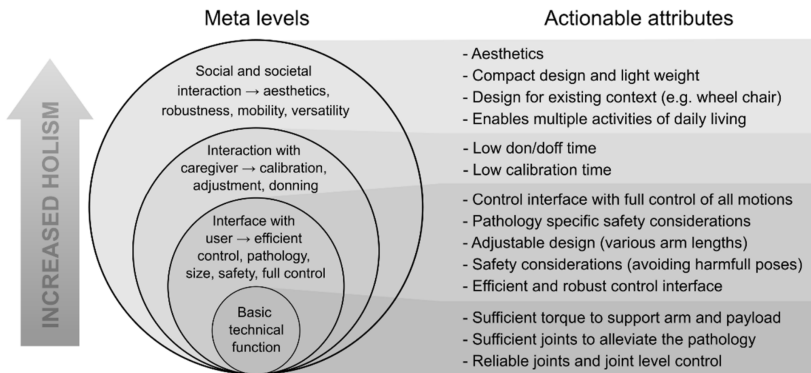 Meta levels
Actionable attributes
INCREASED HOLISM
Social and societal
interaction → aesthetics,
robustness, mobility, versatility
- Aesthetics
- Compact design and light weight
- Design for existing context (e.g. wheel chair)
- Enables multiple activities of daily living
Interaction with
caregiver → calibration,
adjustment, donning
- Low don/doff time
- Low calibration time
Interface with
user → efficient
control, pathology,
size, safety, full control
- Control interface with full control of all motions
- Pathology specific safety considerations
- Adjustable design (various arm lengths)
- Safety considerations (avoiding harmfull poses)
- Efficient and robust control interface
Basic
technical
function
- Sufficient torque to support arm and payload
- Sufficient joints to alleviate the pathology
- Reliable joints and joint level control